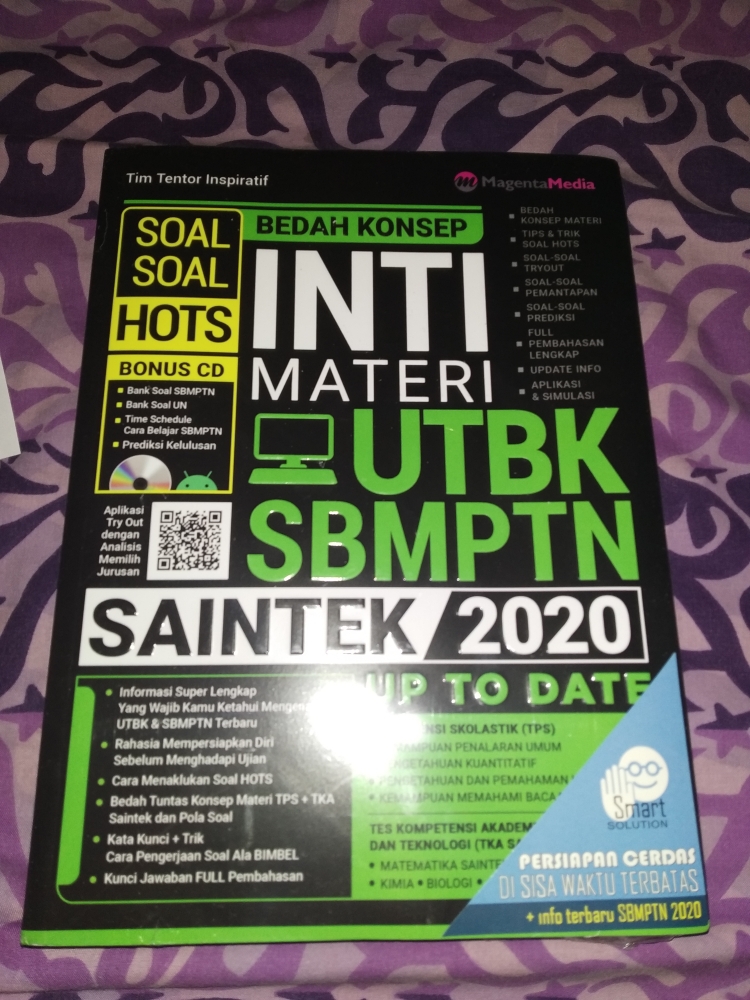 Tim Tentor Inspiratif
MagentaMedia
SOAL
SOAL
HOTS
BONUS CD
Bank Soal SBMPTN
Bank Soal UN
Time Schedule
Cara Belajar SBMPTN
Prediksi Kelulusan
Aplikasi
Try Out
dengan
Analisis
Memilih
Jurusan
BEDAH KONSEP
INTI
MATERI
UTBK
SBMPTN
BEDAH
KONSEP MATERI
TIPS & TRIK
SOAL HOTS
SOAL-SOAL
TRYOUT
SOAL-SOAL
PEMANTAPAN
SOAL-SOAL
PREDIKSI
FULL
PEMBAHASAN
LENGKAP
UPDATE INFO
APLIKASI
& SIMULASI
SAINTEK/2020
Informasi Super Lengkap
Yang Wajib Kamu Ketahui
UTBK & SBMPTN Terbaru
Rahasia Mempersiapkan Diri
Sebelum Menghadapi Ujian
Cara Menaklukan Soal HOTS
Bedah Tuntas Konsep Materi TPS + TKA
Saintek dan Pola Soal
Kata Kunci + Trik
Cara Pengerjaan Soal Ala BIMBEL
Kunci Jawaban FULL Pembahasan
UP TO DATE
SKOLASTIK (TPS)
PENALARAN UMUM
KUANTITATIF
PENGETAHUAN DAN PEMAHAMAN
KEMAMPUAN MEMAHAMI
TES KOMPETENSI
DAN TEKNOLOGI (TKA
MATEMATIKA
KIMIA • BIOLOGI •
Smart
SOLUTION
PERSIAPAN CERDAS
DI SISA WAKTU TERBATAS
+ info terbaru SBMPTN 2020